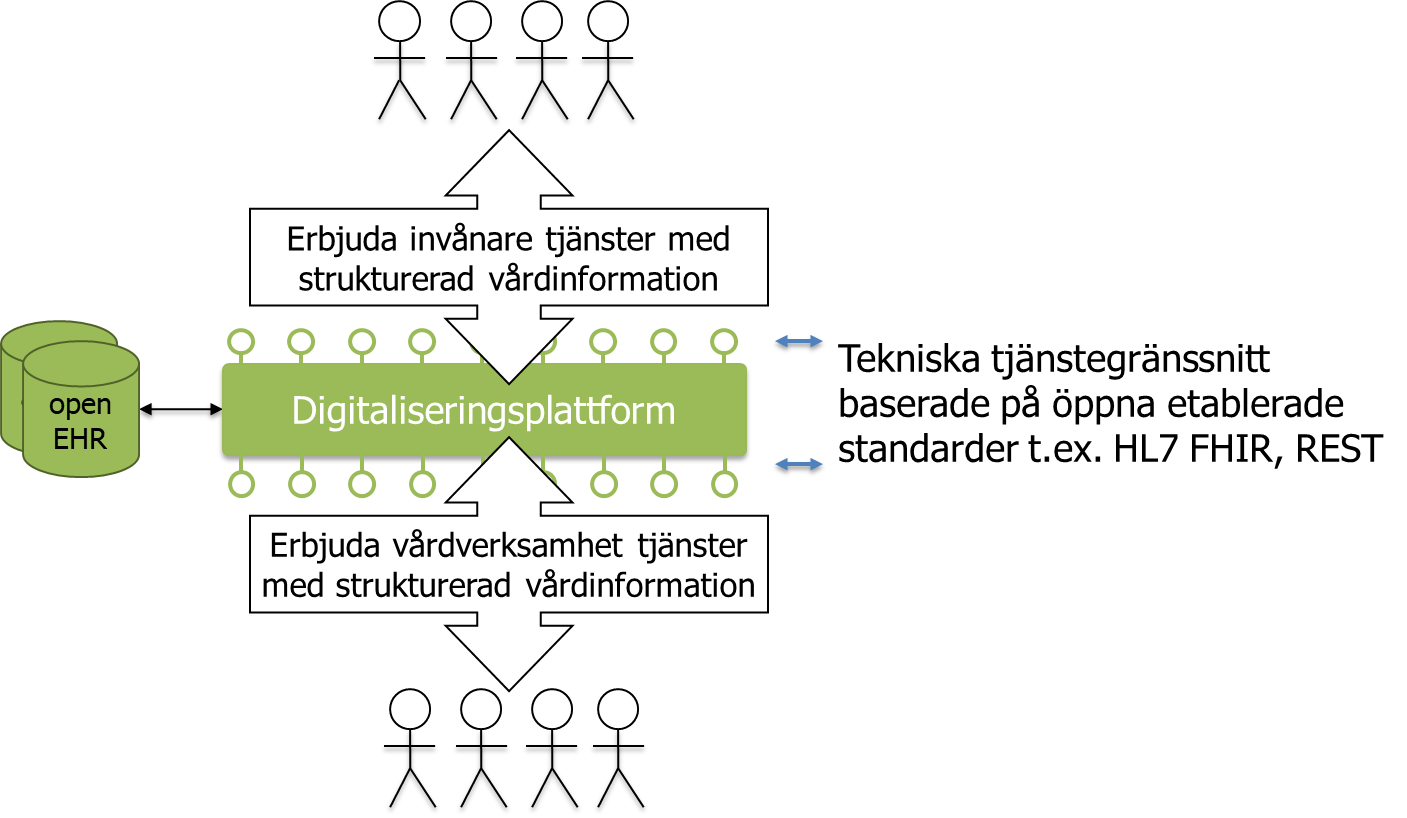 Erbjuda invånare tjänster med
strukturerad vårdinformation
open
EHR
Digitaliseringsplattform
Tekniska tjänstegränssnitt
baserade på öppna etablerade
standarder t.ex. HL7 FHIR, REST
Erbjuda vårdverksamhet tjänster
med strukturerad vårdinformation